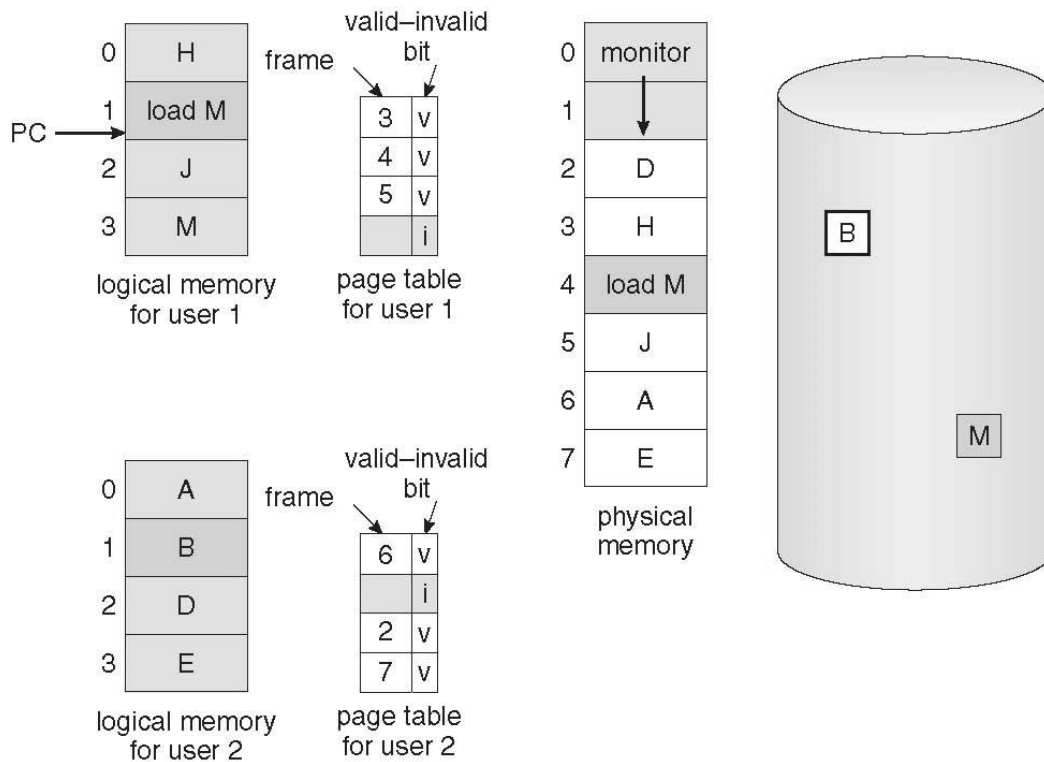 valid–invalid
bit
frame
0 H
1 load M
PC
2 J
3 M
3 v
4 v
5 v
i
logical memory
for user 1
page table
for user 1
0 monitor
1
2 D
3 H
4 load M
5 J
6 A
7 E
physical
memory
B
M
valid–invalid
bit
frame
0 A
1 B
2 D
3 E
6 v
i
2 v
7 v
logical memory
for user 2
page table
for user 2